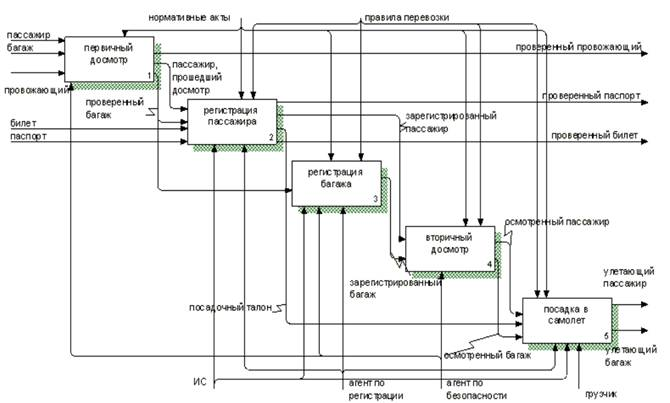 нормативные акты
правила перевозки
пассажир
багаж
провожающий
первичный
досмотр
1
пассажир,
прошедший
досмотр
проверенный провожающий
проверенный
багаж
проверенный паспорт
билет
паспорт
регистрация
пассажира
2
зарегистрированный
пассажир
проверенный билет
регистрация
багажа
3
вторичный
досмотр
4
осмотренный пассажир
зарегистрированный
багаж
посадочный талон
улетающий
пассажир
посадка в
самолет
5
осмотренный багаж
улетающий
багаж
ИС
агент по
регистрации
агент по
безопасности
грузчик